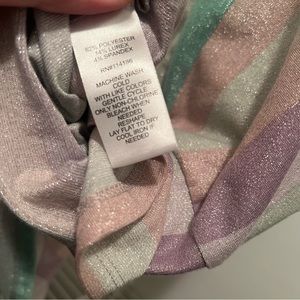 82% POLYESTER
14% LUREX
4% SPANDEX
RN#114196
MACHINE WASH
COLD
WITH LIKE COLORS
GENTLE CYCLE
ONLY NON-CHLORINE
BLEACH WHEN
NEEDED
RESHAPE
LAY FLAT TO DRY
COOL IRON IF
NEEDED